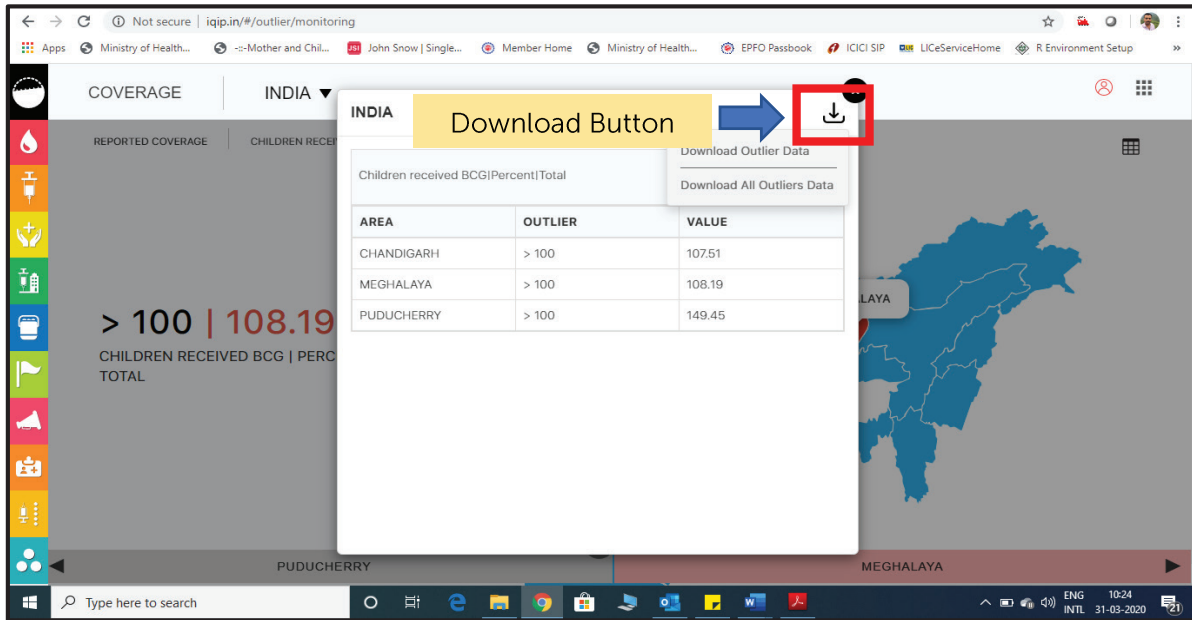 Not secure | iqip.in/#/outlier/monitoring
Apps Ministry of Health... -::-Mother and Chil... JSI John Snow | Single... Member Home Ministry of Health... EPFO Passbook ICICI SIP LICeServiceHome R Environment Setup »
COVERAGE INDIA ▼
INDIA
Download Button
REPORTED COVERAGE CHILDREN RECEI
Download Outlier Data
Download All Outliers Data
Children received BCG|Percent|Total
AREA OUTLIER VALUE
CHANDIGARH > 100 107.51
MEGHALAYA > 100 108.19
PUDUCHERRY > 100 149.45
LAYA
> 100 | 108.19
CHILDREN RECEIVED BCG | PERC
TOTAL
PUDUCHERRY MEGHALAYA
Type here to search
ENG 10:24
INTL 31-03-2020
21